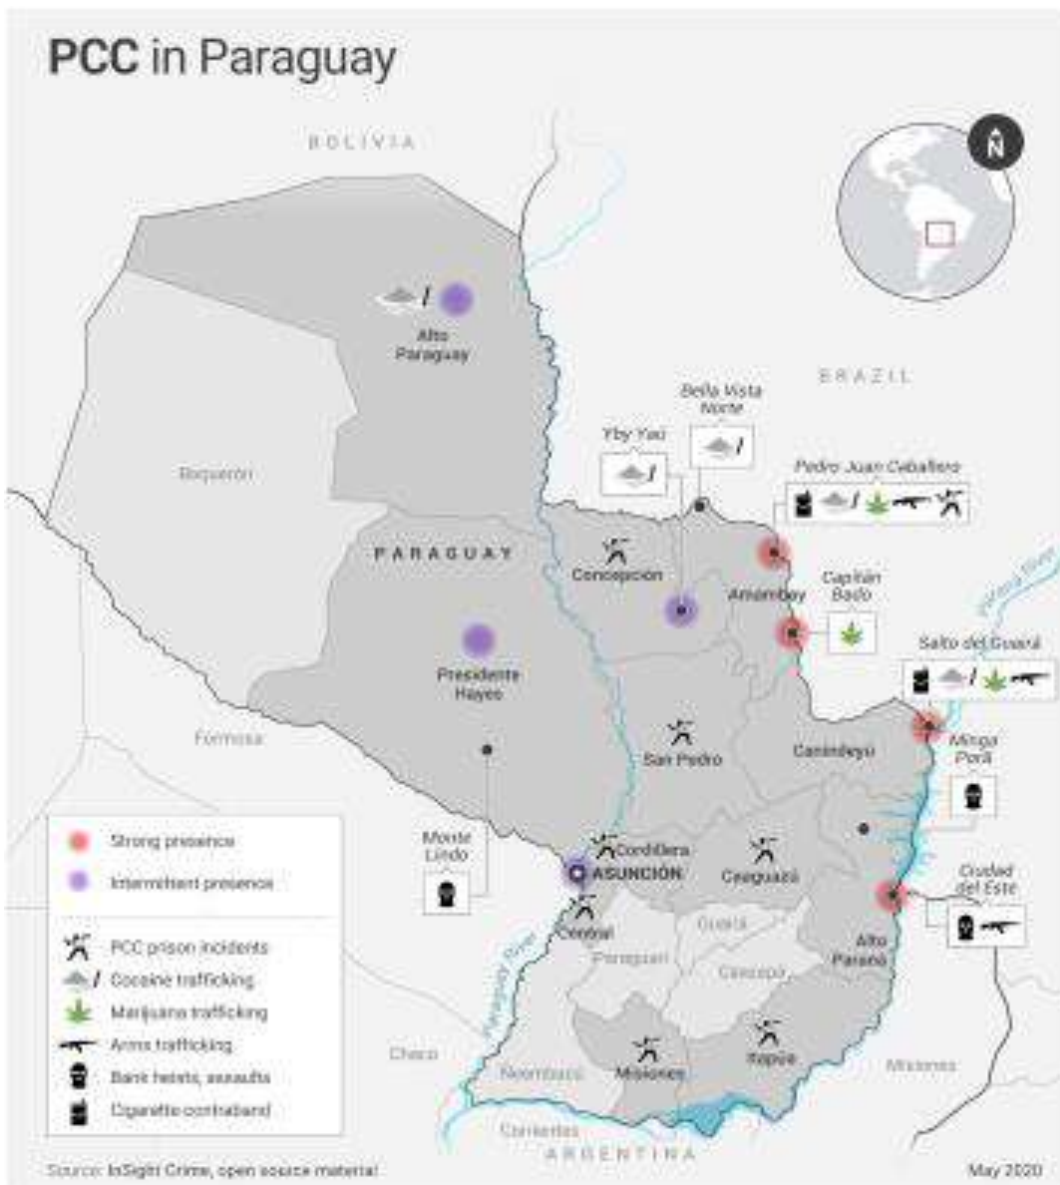 PCC in Paraguay
N
BOLIVIA
Alto
Paraguay
BRAZIL
Bella Vista
Norte
Yby Yaú
Pedro Juan Caballero
Boquerón
PARAGUAY
Concepción
Amambay
Capitán
Bado
Paraná River
Salto del Guairá
Presidente
Hayes
Formosa
San Pedro
Canindeyú
Minga
Porã
Strong presence
Intermittent presence
Monte
Lindo
Cordillera
ASUNCIÓN
Caaguazú
Ciudad
del Este
Central
Guairá
Paraguarí
Caazapá
Alto
Paraná
PCC prison incidents
Cocaine trafficking
Marijuana trafficking
Arms trafficking
Bank heists, assaults
Cigarette contraband
Paraguay River
Chaco
Ñeembucú
Misiones
Itapúa
Misiones
Corrientes
ARGENTINA
Source: InSight Crime, open source material
May 2020